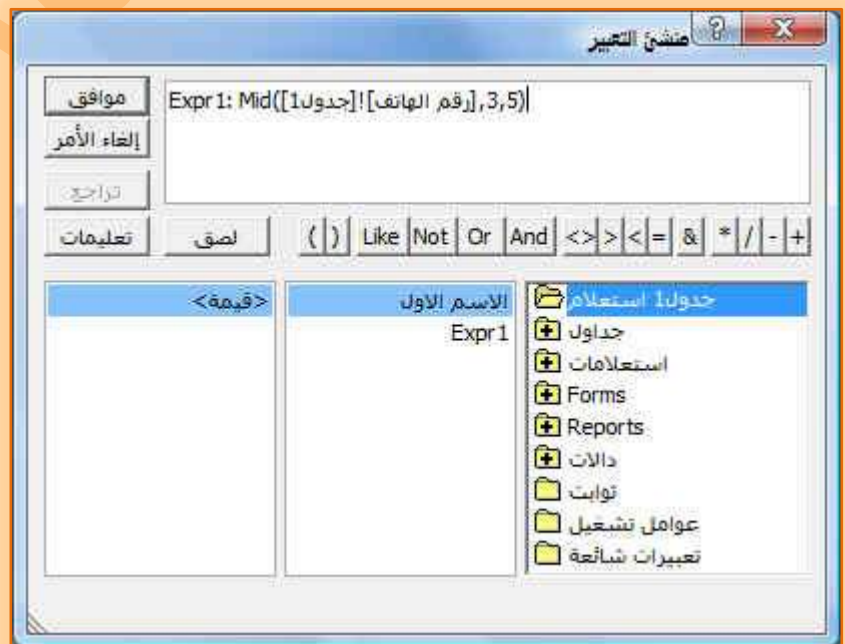 منشئ التعبير
Expr1: Mid([جدول1]![رقم الهاتف],3,5)
موافق
إلغاء الأمر
تراجع
تعليمات
لصق
( ) Like Not Or And <> > < = & * / - +
جدول1 استعلام
جداول
استعلامات
Forms
Reports
دالات
ثوابت
عوامل تشغيل
تعبيرات شائعة
الاسم الاول
Expr1
<قيمة>